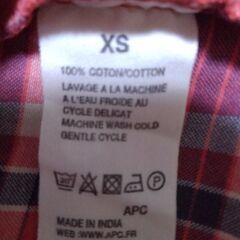 XS
100% COTON/COTTON
LAVAGE A LA MACHINE
A L'EAU FROIDE AU
CYCLE DELICAT
MACHINE WASH COLD
GENTLE CYCLE
P
APC
MADE IN INDIA
WEB :WWW.APC.FR